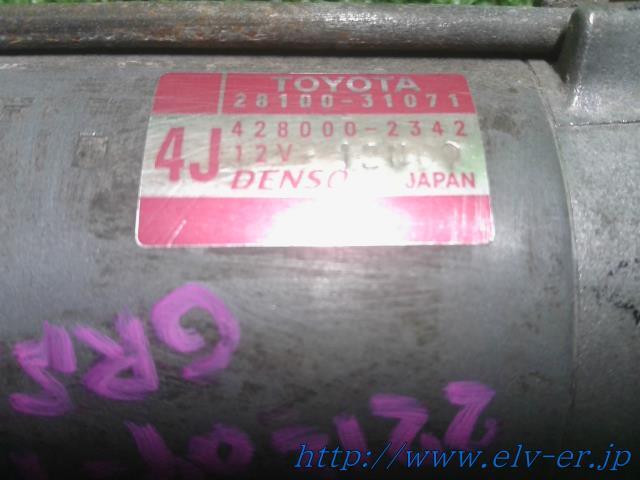 TOYOTA
28100-31071
4J
428000-2342
12V
DENSO JAPAN
GRS
http://www.elv-er.jp